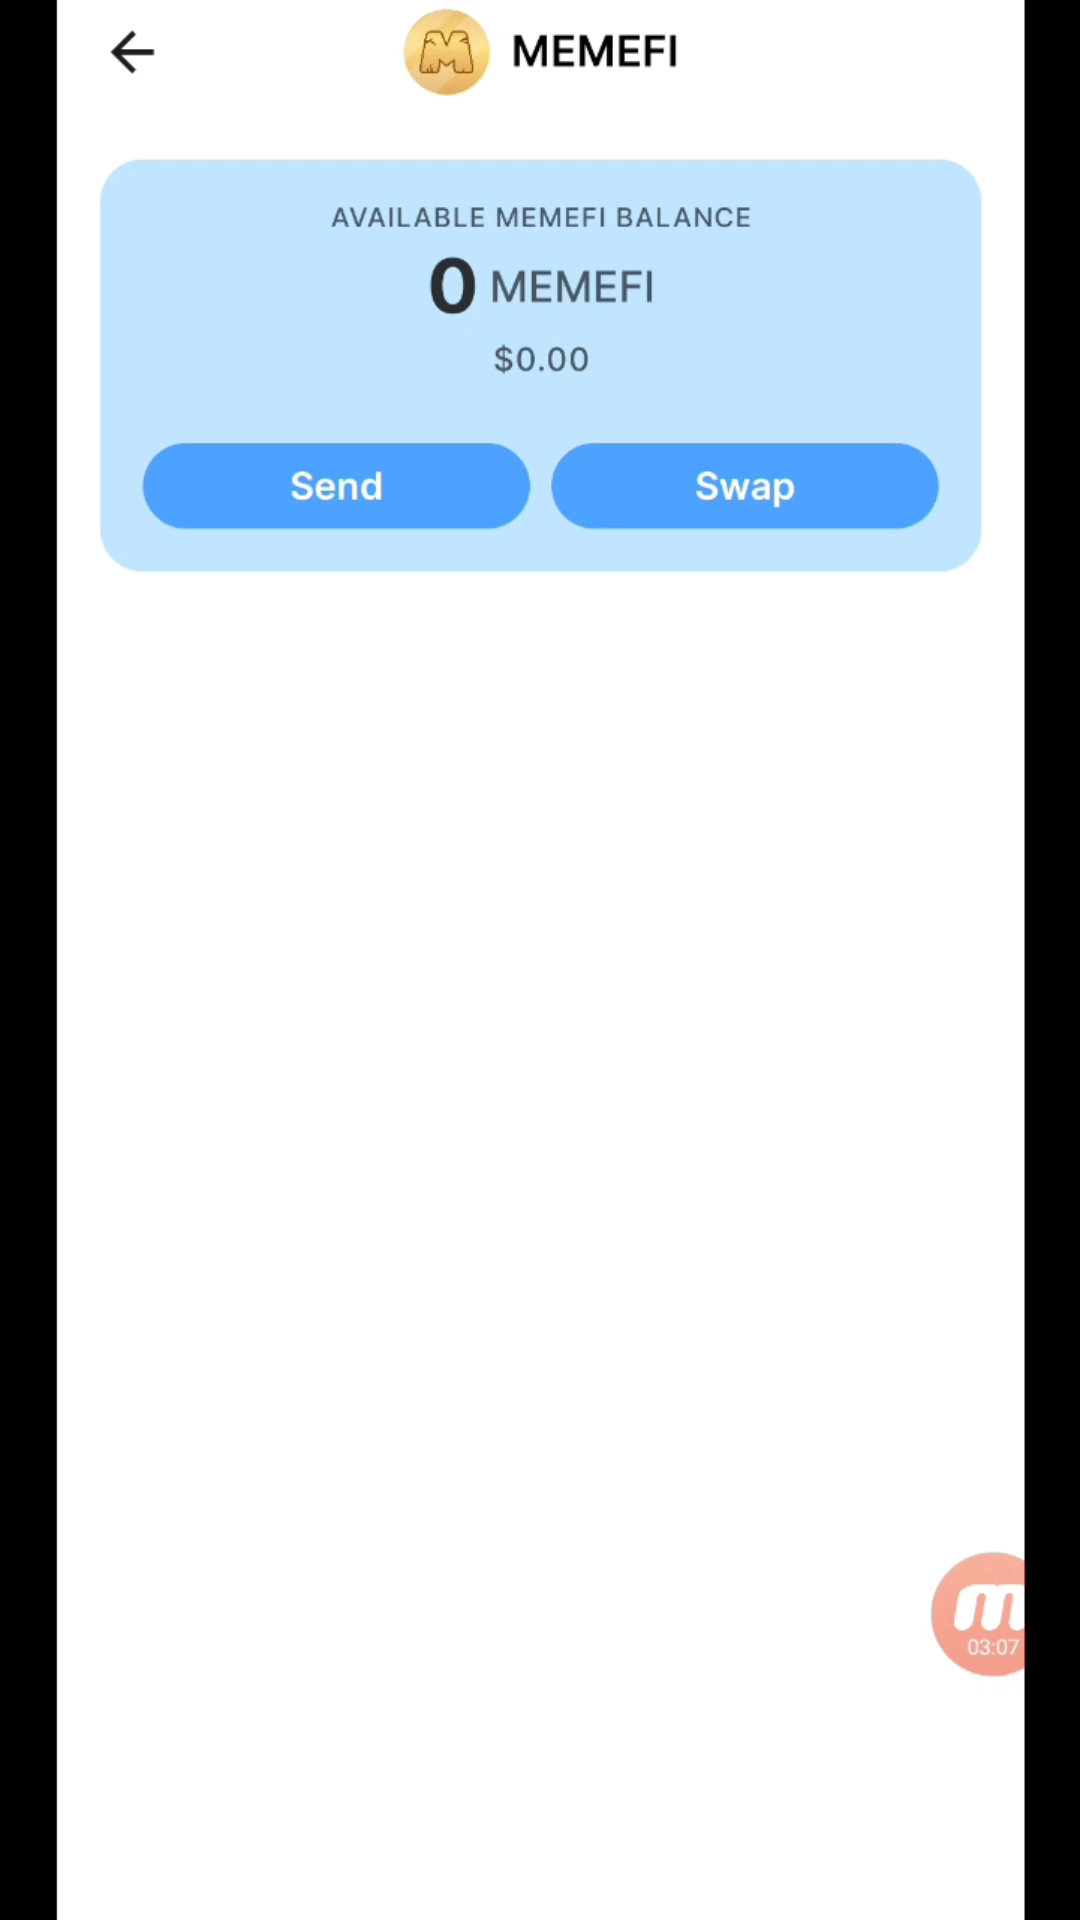 MEMEFI
AVAILABLE MEMEFI BALANCE
0 MEMEFI
$0.00
Send
Swap
m
03:07